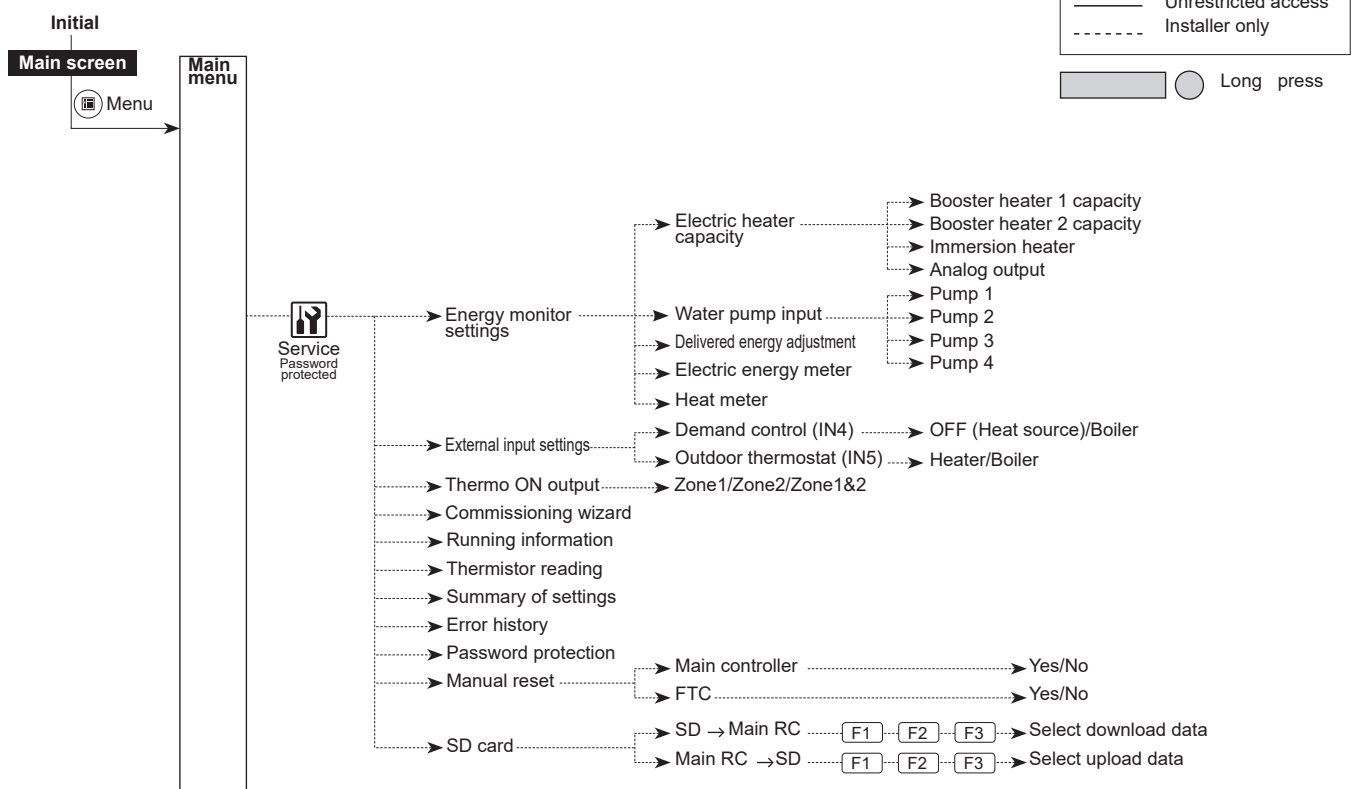 Unrestricted access
Installer only
Long press
Initial
Main screen
Menu
Main
menu
Service
Password
protected
Energy monitor
settings
Electric heater
capacity
Booster heater 1 capacity
Booster heater 2 capacity
Immersion heater
Analog output
Water pump input
Pump 1
Pump 2
Pump 3
Pump 4
Delivered energy adjustment
Electric energy meter
Heat meter
External input settings
Demand control (IN4)
OFF (Heat source)/Boiler
Outdoor thermostat (IN5)
Heater/Boiler
Thermo ON output
Zone1/Zone2/Zone1&2
Commissioning wizard
Running information
Thermistor reading
Summary of settings
Error history
Password protection
Manual reset
Main controller
Yes/No
FTC
Yes/No
SD card
SD → Main RC
F1
F2
F3
Select download data
Main RC → SD
F1
F2
F3
Select upload data